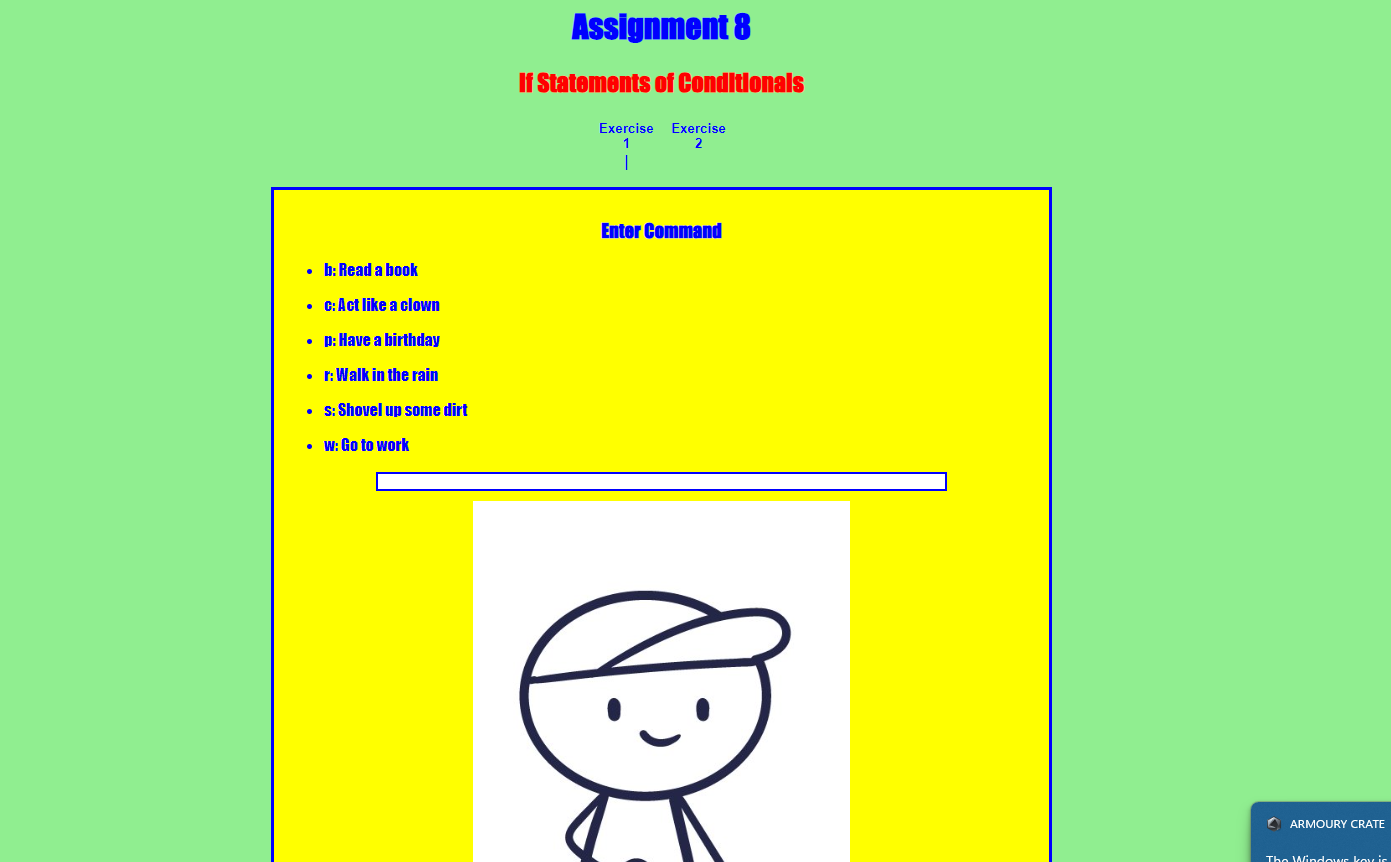 Assignment 8
If Statements of Conditionals
Exercise Exercise
1 2
|
Enter Command
• b: Read a book
• c: Act like a clown
• p: Have a birthday
• r: Walk in the rain
• s: Shovel up some dirt
• w: Go to work
ARMOURY CRATE
The Windows key is